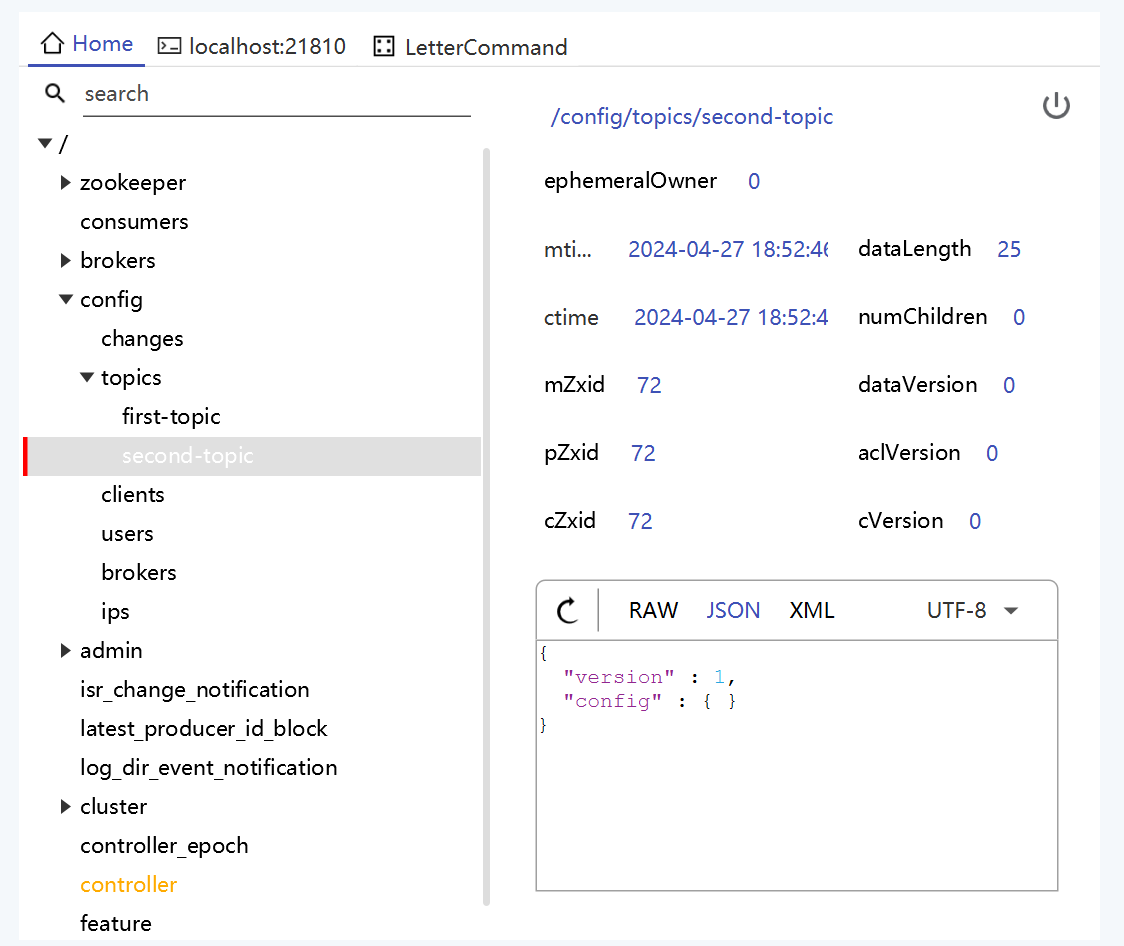 Home localhost:21810 LetterCommand
search
/
zookeeper
consumers
brokers
config
changes
topics
first-topic
second-topic
clients
users
brokers
ips
admin
isr_change_notification
latest_producer_id_block
log_dir_event_notification
cluster
controller_epoch
controller
feature
/config/topics/second-topic
ephemeralOwner 0
mti... 2024-04-27 18:52:46 dataLength 25
ctime 2024-04-27 18:52:4 numChildren 0
mZxid 72 dataVersion 0
pZxid 72 aclVersion 0
cZxid 72 cVersion 0
RAW JSON XML UTF-8
{
"version" : 1,
"config" : { }
}